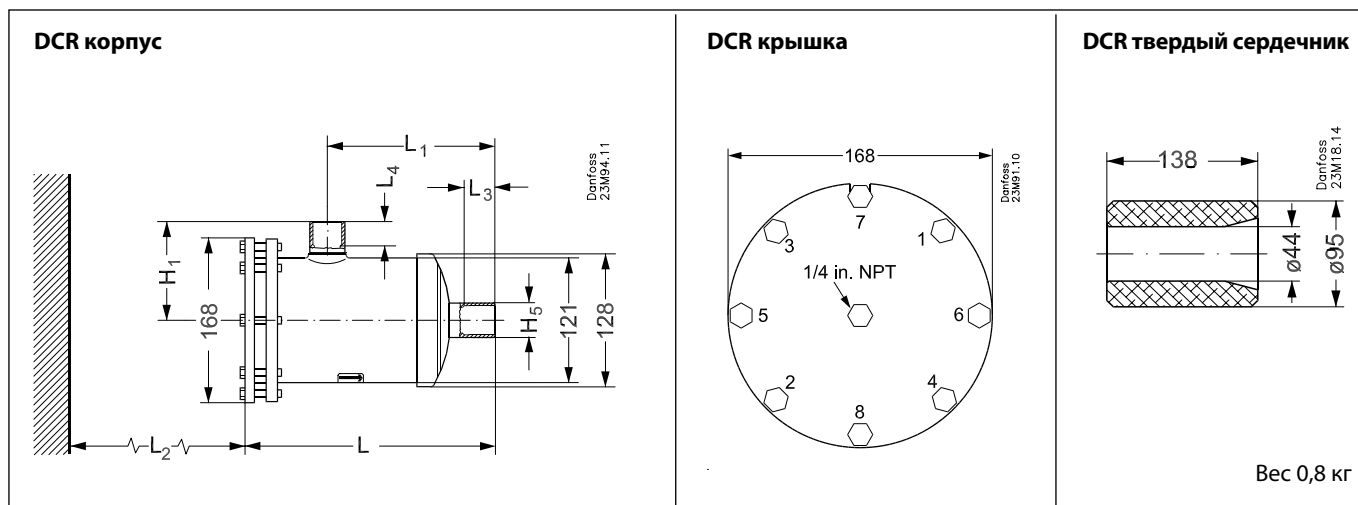 DCR корпус
L1
L4
L3
Danfoss
23M94.11
H1
168
H5
121
128
L2
L
DCR крышка
168
Danfoss
23M91.10
7
3
1
1/4 in. NPT
5
6
2
4
8
DCR твердый сердечник
138
Danfoss
23M18.14
ø44
ø95
Вес 0,8 кг